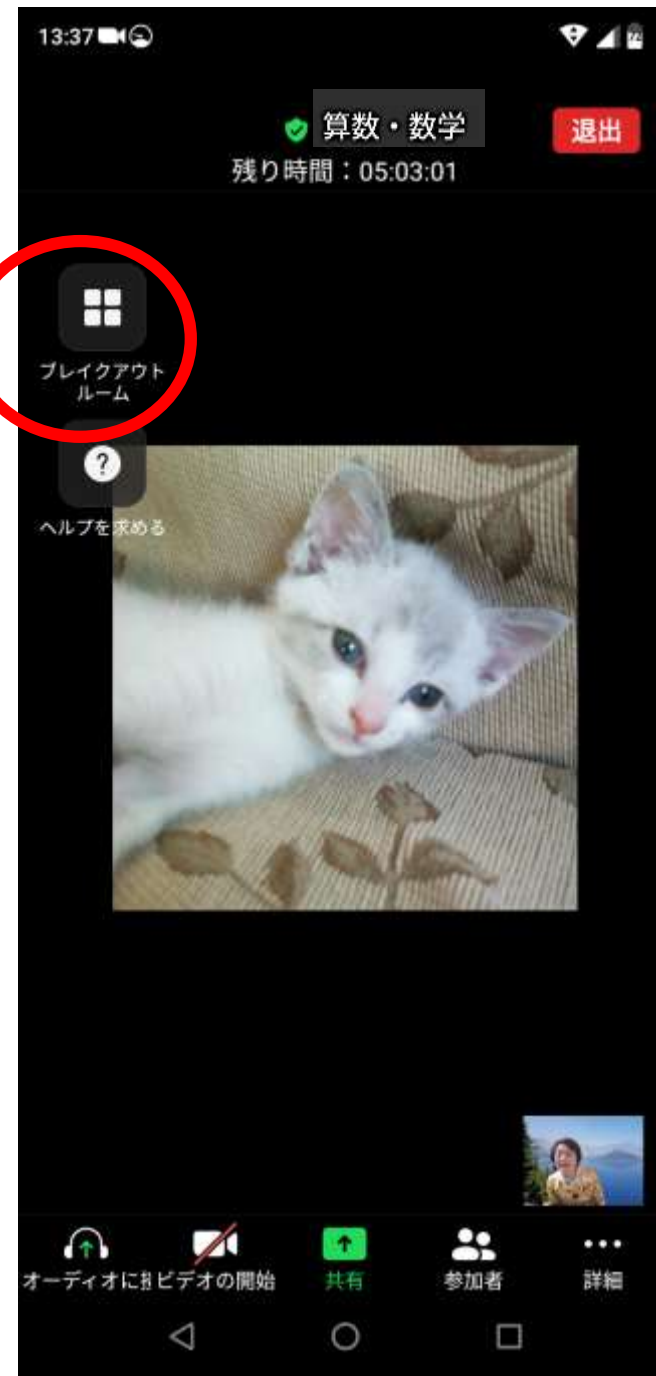 13:37
算数・数学
退出
残り時間：05:03:01
ブレイクアウト
ルーム
?
ヘルプを求める
オーディオに接 ビデオの開始 共有 参加者 詳細